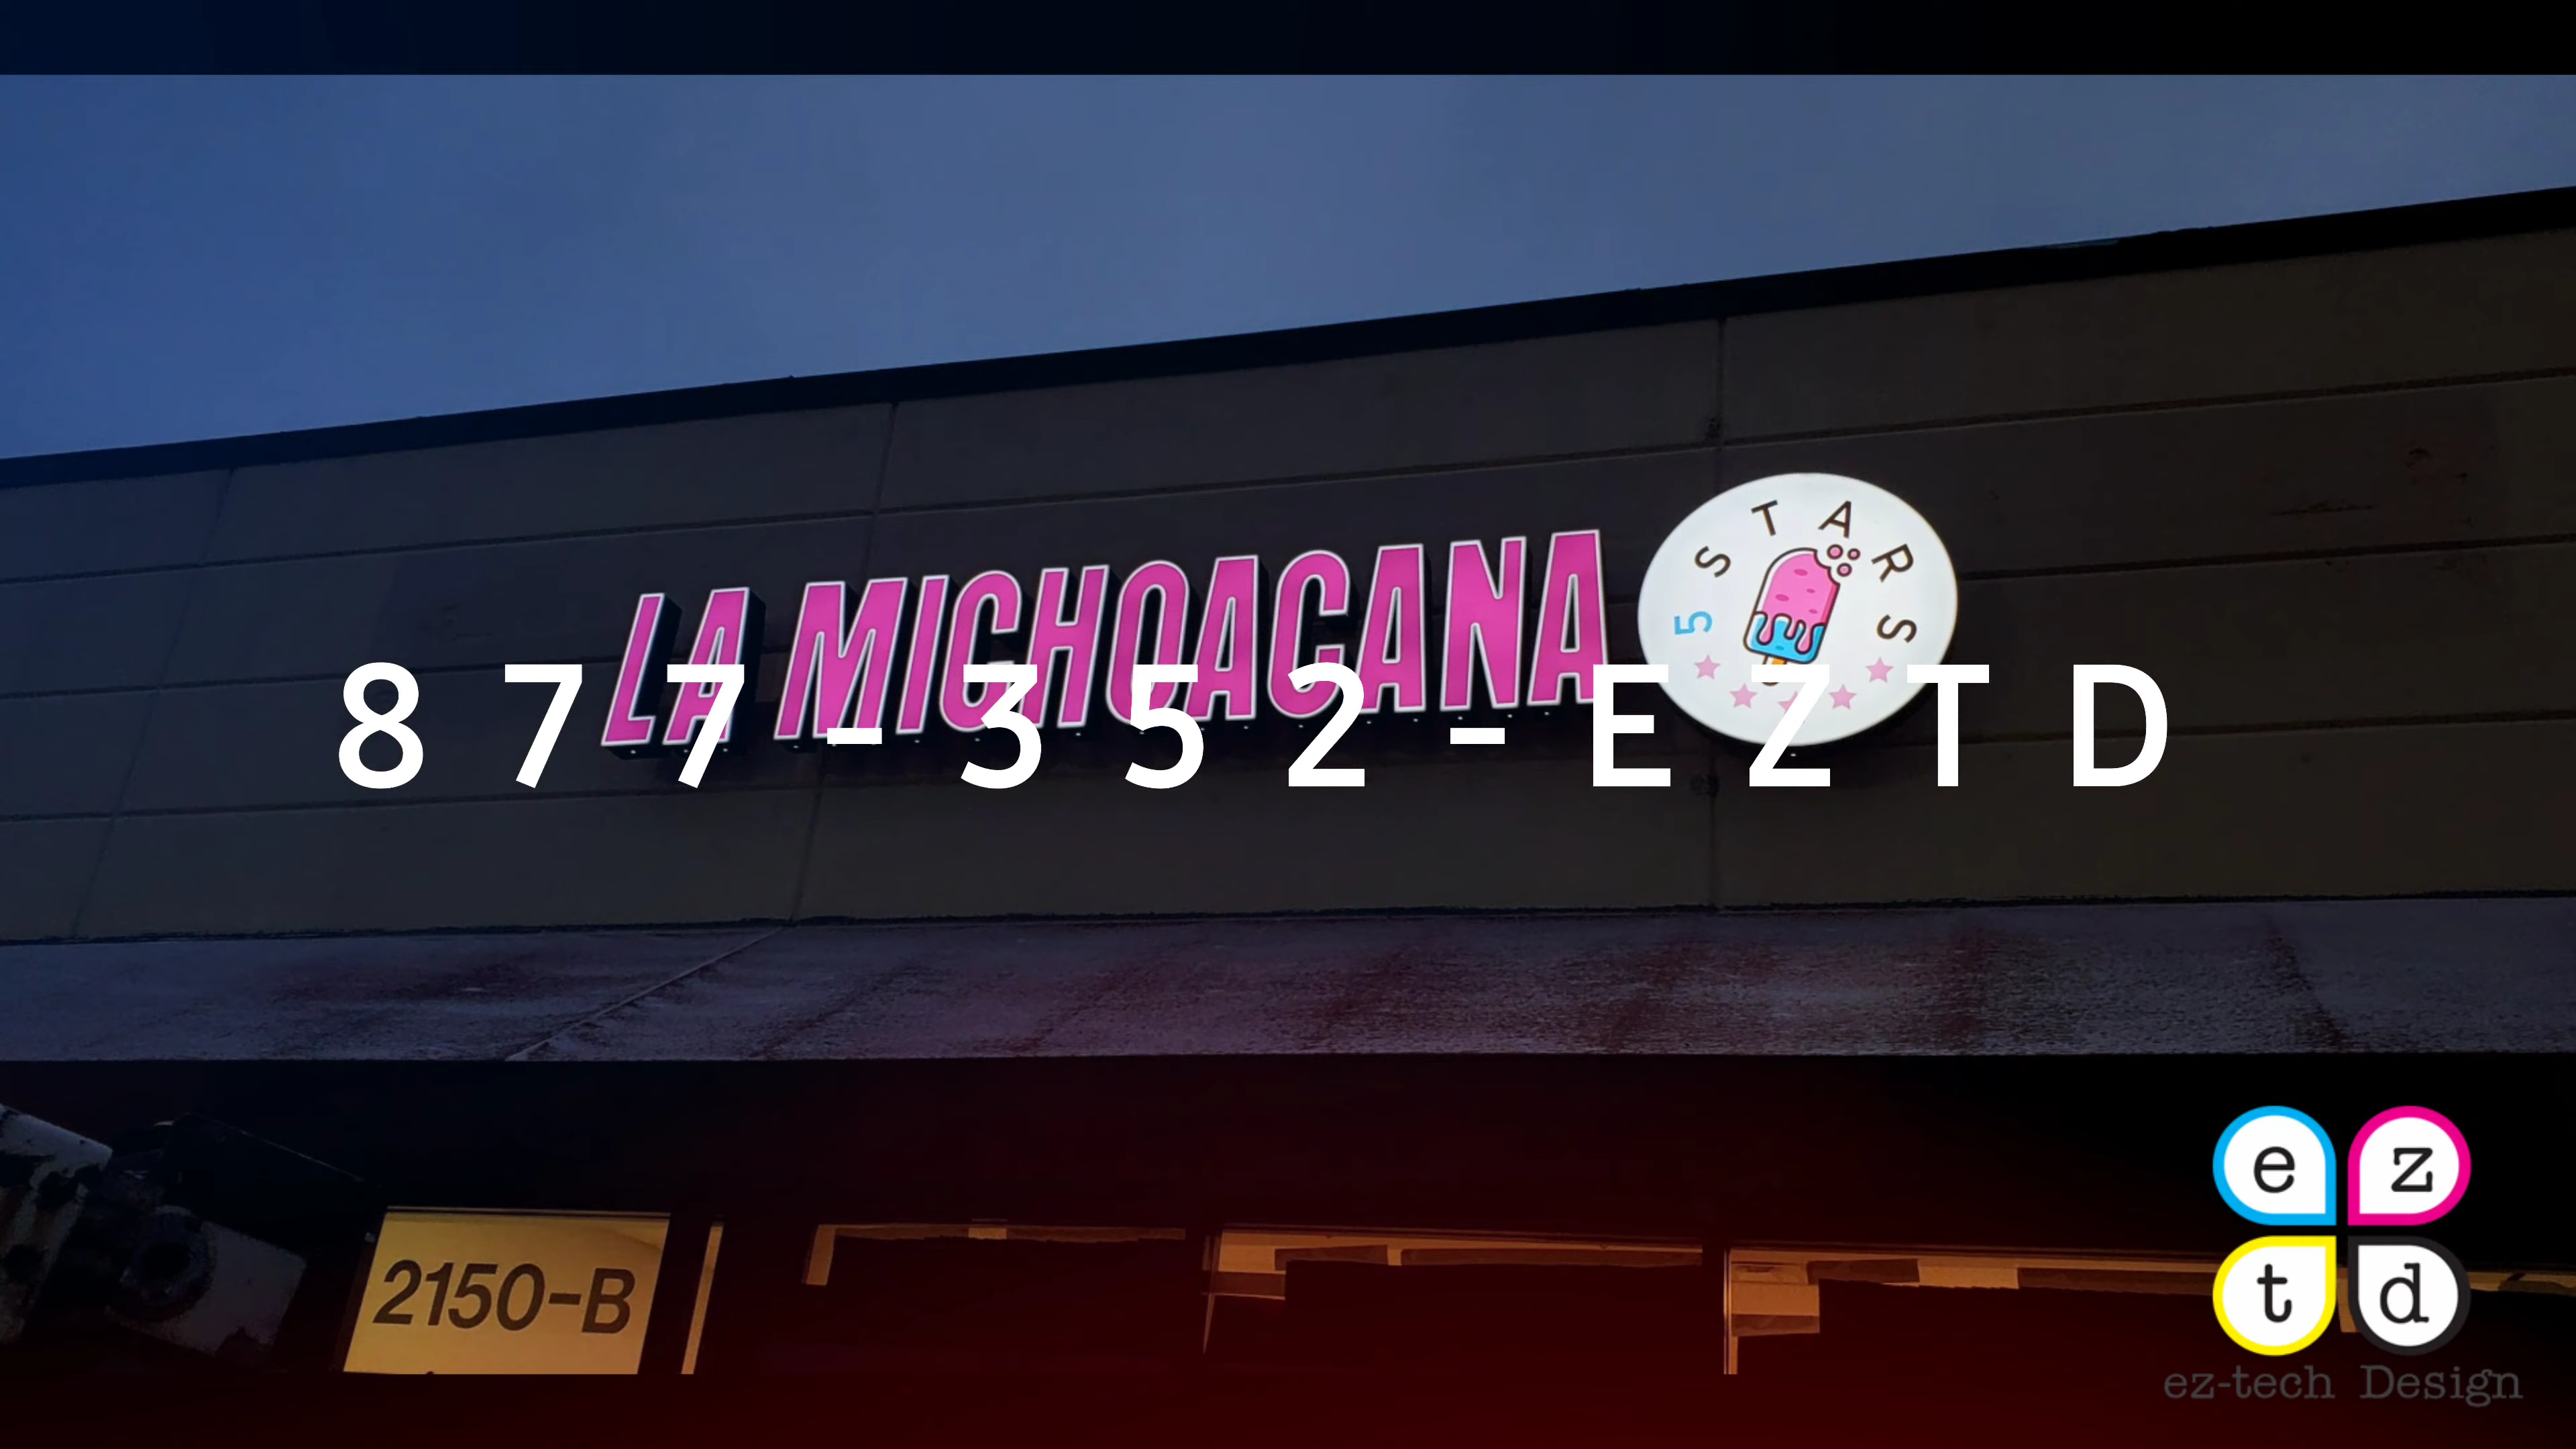 LA MICHOACANA
5 STARS
877-352-EZTD
2150-B
e z
t d
ez-tech Design